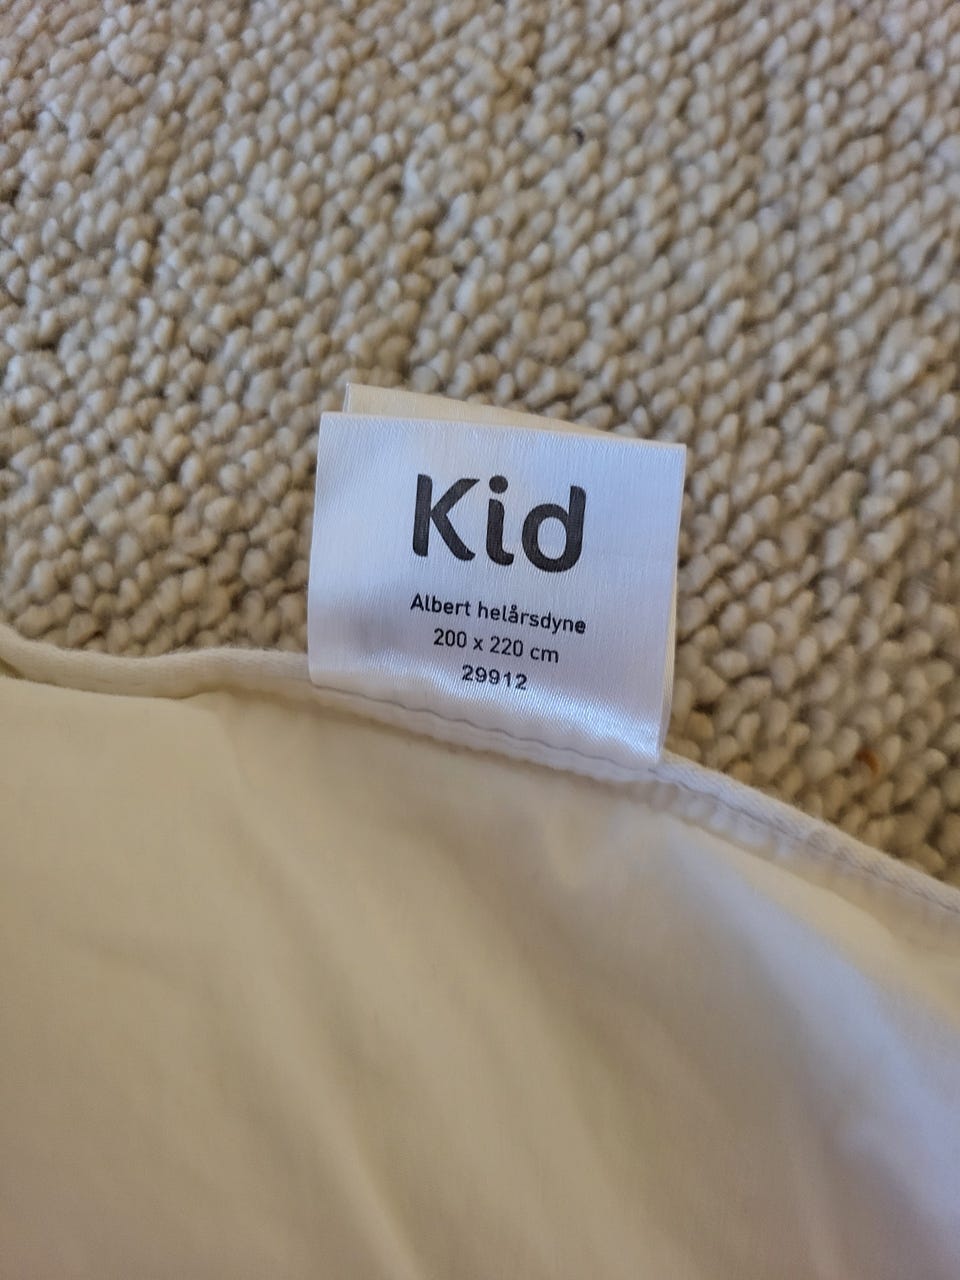 Kid
Albert helårsdyne
200 x 220 cm
29912